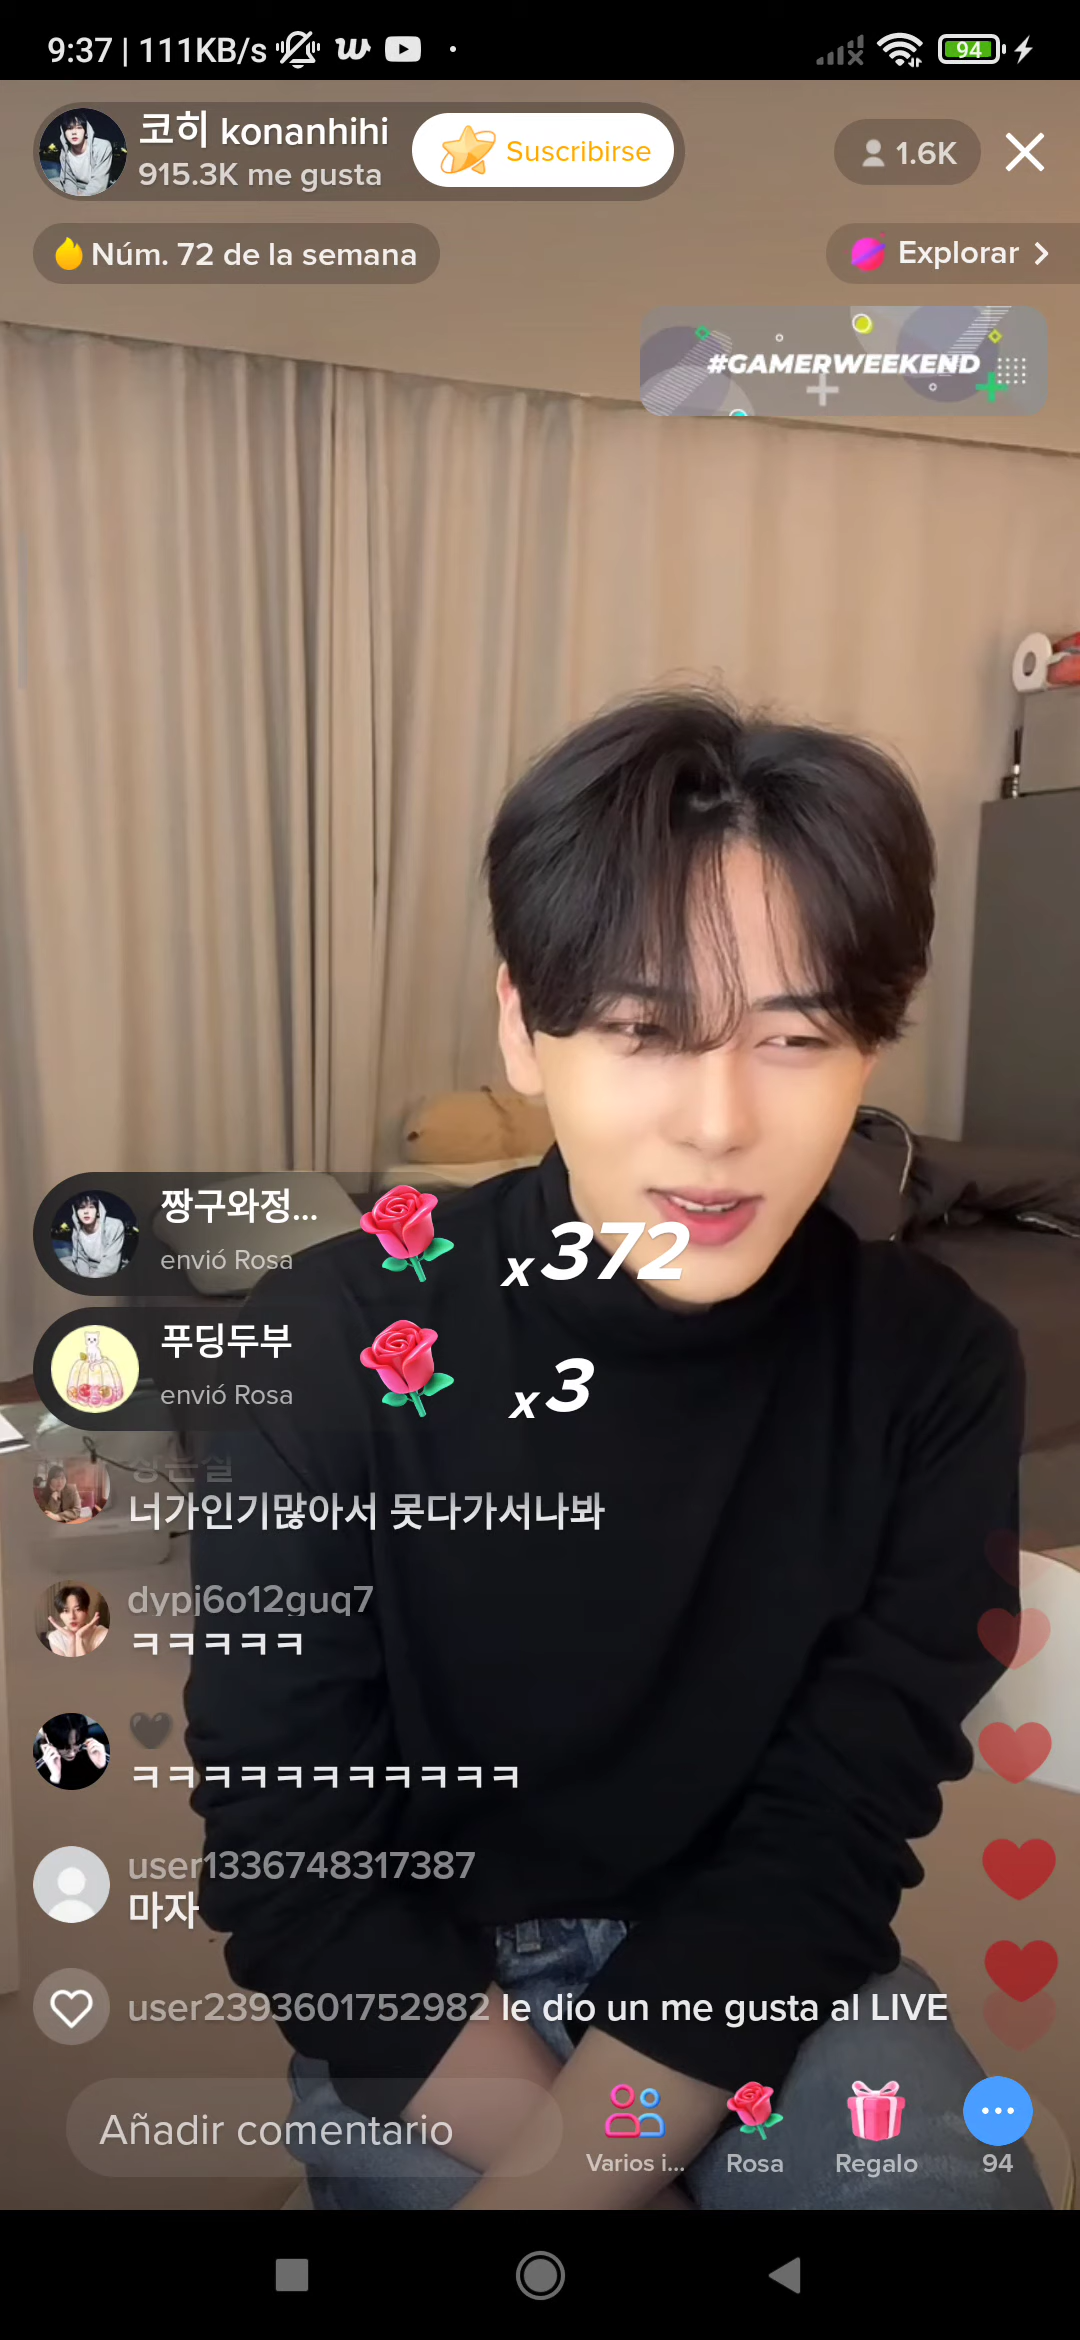 9:37 | 111KB/s
94
코히 konanhihi
915.3K me gusta
Suscribirse
1.6K
Núm. 72 de la semana
Explorar
#GAMERWEEKEND
짱구와정...
envió Rosa
x372
푸딩두부
envió Rosa
x3
너가인기많아서 못다가서나봐
dypj6o12guq7
ㅋㅋㅋㅋㅋ
ㅋㅋㅋㅋㅋㅋㅋㅋㅋㅋㅋ
user1336748317387
마자
user2393601752982 le dio un me gusta al LIVE
Añadir comentario
Varios i...
Rosa
Regalo
94